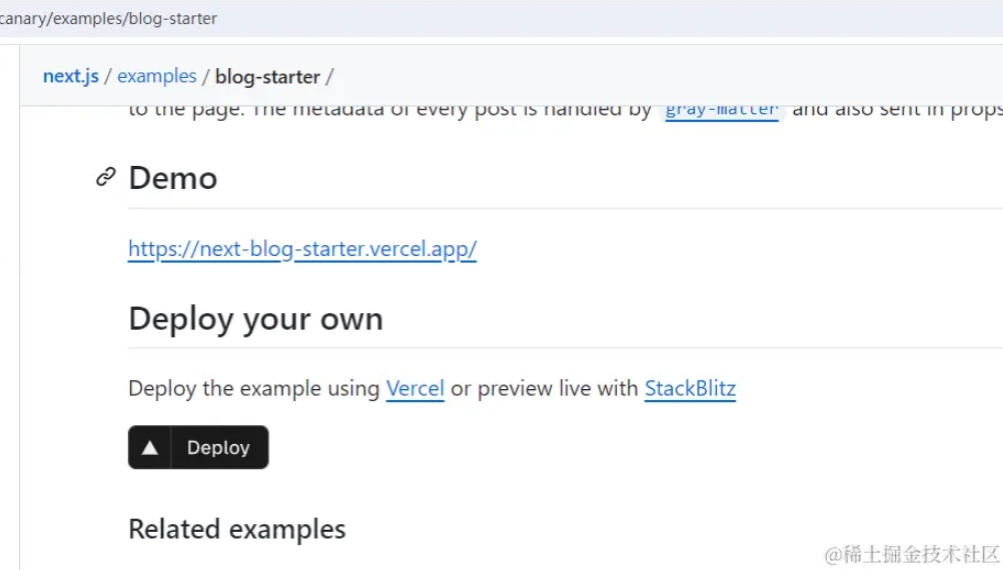 canary/examples/blog-starter
next.js / examples / blog-starter /
to the page. The metadata of every post is handled by gray-matter and also sent in props
Demo
https://next-blog-starter.vercel.app/
Deploy your own
Deploy the example using Vercel or preview live with StackBlitz
Deploy
Related examples
@稀土掘金技术社区